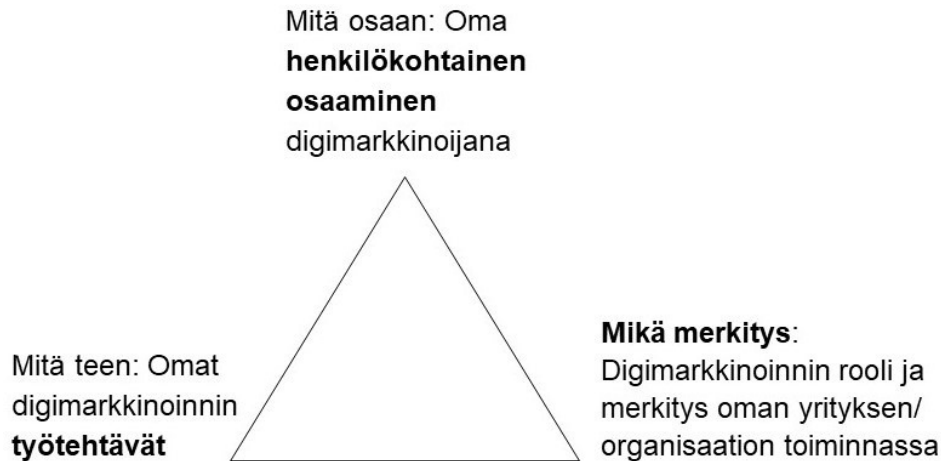 Mitä osaan: Oma
henkilökohtainen
osaaminen
digimarkkinoijana
Mitä teen: Omat
digimarkkinoinnin
työtehtävät
Mikä merkitys:
Digimarkkinoinnin rooli ja
merkitys oman yrityksen/
organisaation toiminnassa